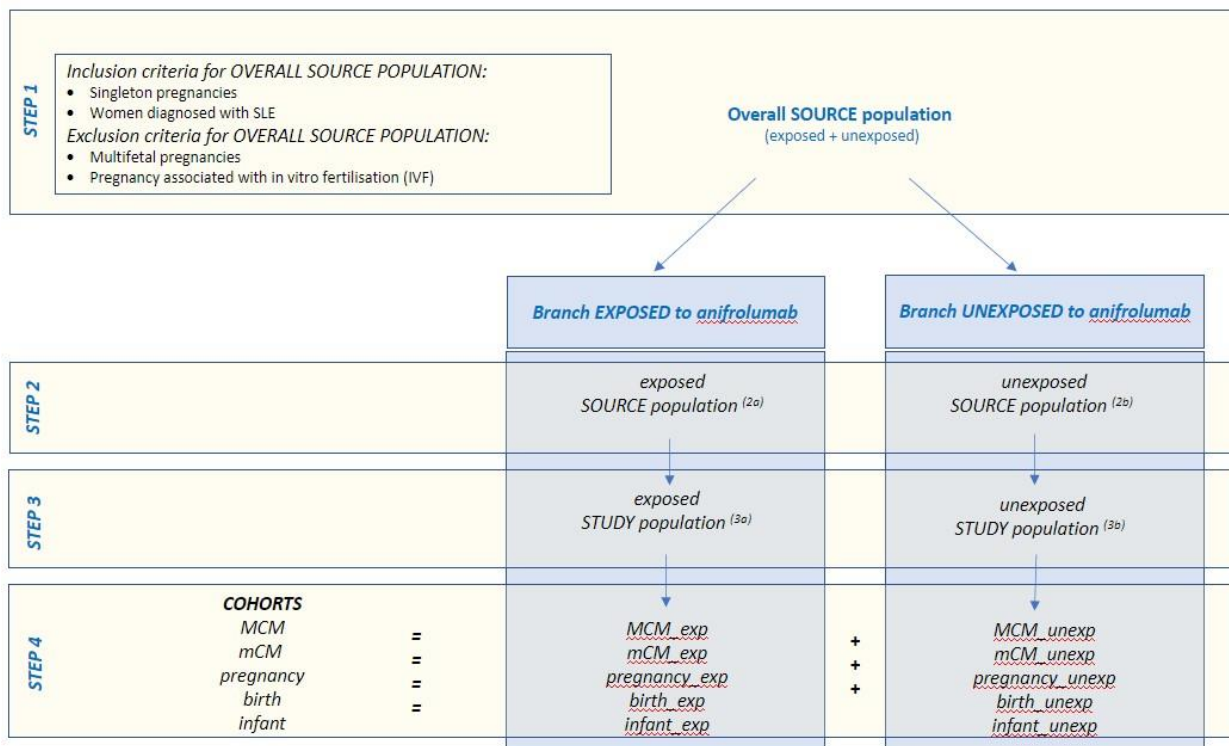 STEP 1
Inclusion criteria for OVERALL SOURCE POPULATION:
• Singleton pregnancies
• Women diagnosed with SLE
Exclusion criteria for OVERALL SOURCE POPULATION:
• Multifetal pregnancies
• Pregnancy associated with in vitro fertilisation (IVF)
Overall SOURCE population
(exposed + unexposed)
Branch EXPOSED to anifrolumab
Branch UNEXPOSED to anifrolumab
STEP 2
exposed
SOURCE population (2a)
unexposed
SOURCE population (2b)
STEP 3
exposed
STUDY population (3a)
unexposed
STUDY population (3b)
STEP 4
COHORTS
MCM = MCM_exp + MCM_unexp
mCM = mCM_exp + mCM_unexp
pregnancy = pregnancy_exp + pregnancy_unexp
birth = birth_exp birth_unexp
infant infant_exp infant_unexp